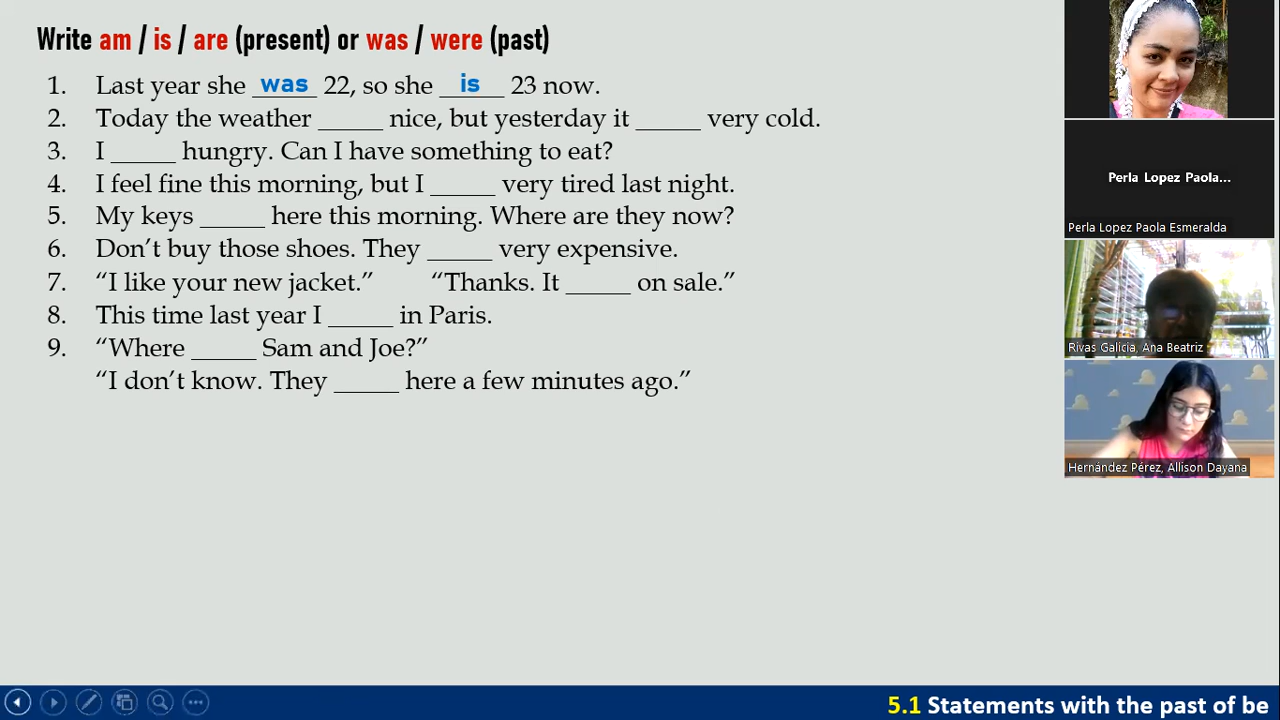 Write am / is / are (present) or was / were (past)
1. Last year she was 22, so she is 23 now.
2. Today the weather _____ nice, but yesterday it _____ very cold.
3. I _____ hungry. Can I have something to eat?
4. I feel fine this morning, but I _____ very tired last night.
5. My keys _____ here this morning. Where are they now?
6. Don’t buy those shoes. They _____ very expensive.
7. “I like your new jacket.” “Thanks. It _____ on sale.”
8. This time last year I _____ in Paris.
9. “Where _____ Sam and Joe?”
“I don’t know. They _____ here a few minutes ago.”
Perla Lopez Paola...
Perla Lopez Paola Esmeralda
Rivas Galicia, Ana Beatriz
Hernández Pérez, Allison Dayana
5.1 Statements with the past of be